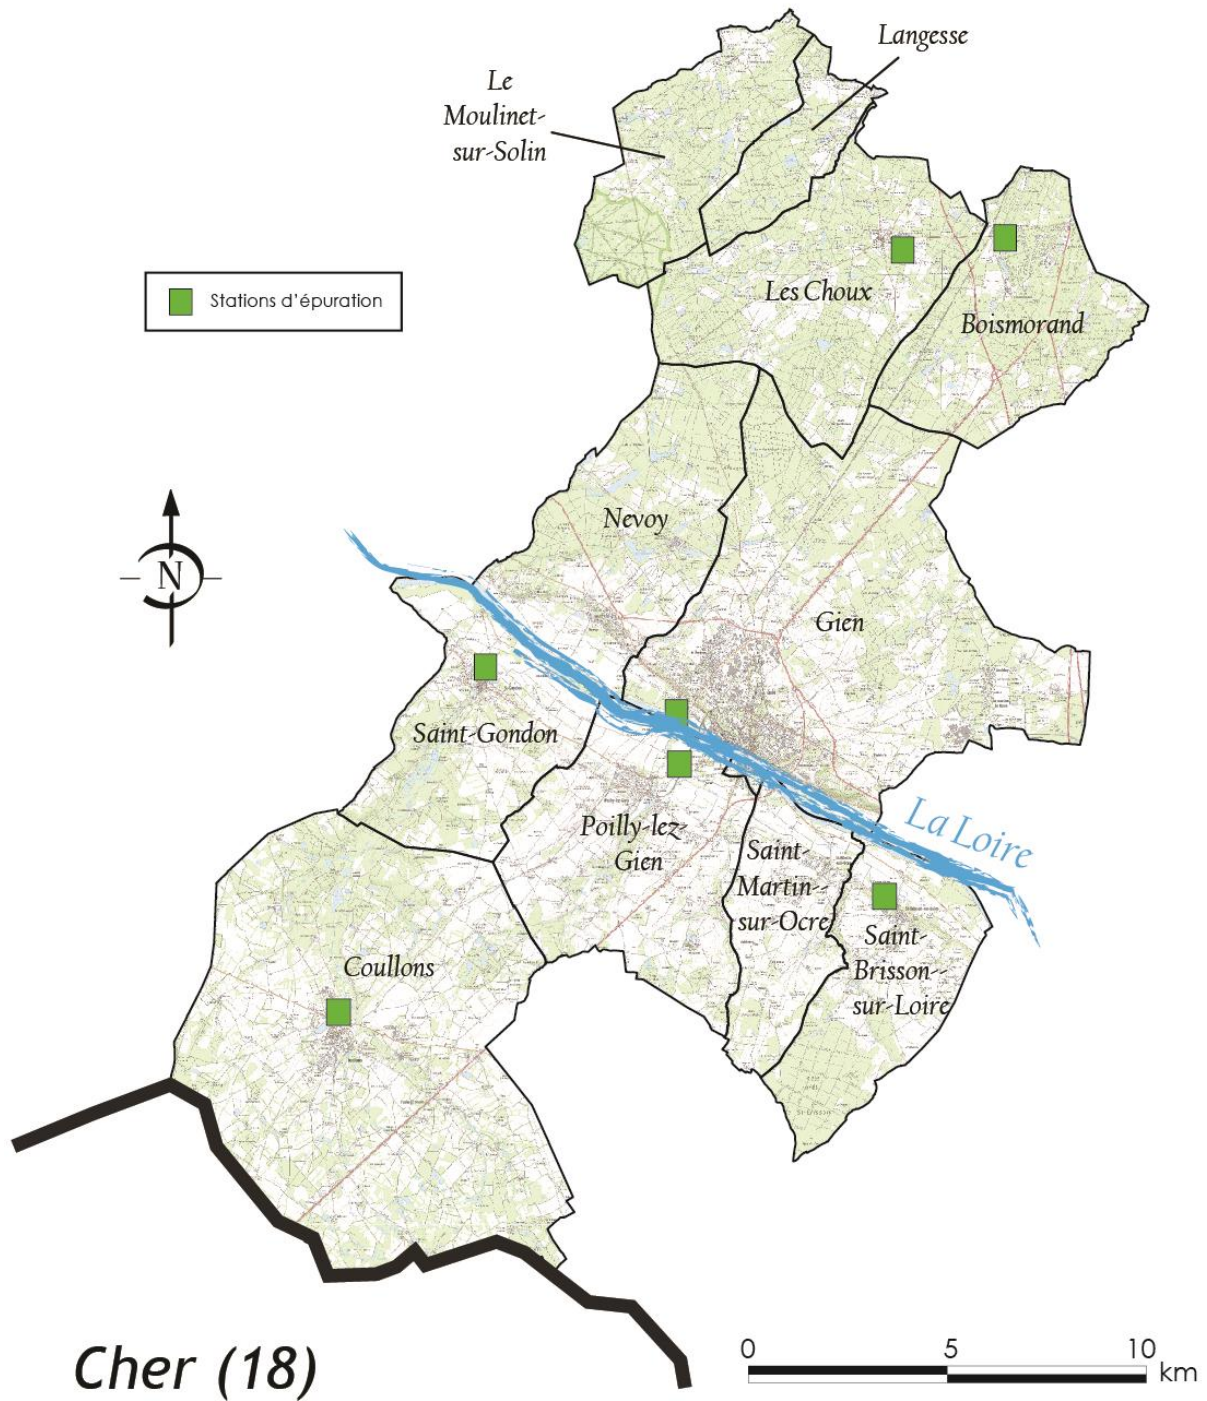 Langesse
Le
Moulinet-
sur-Solin
Stations d'épuration
Les Choux
Boismorand
Nevoy
N
Gien
Saint-Gondon
La Loire
Poilly-lez-
Gien
Saint-
Martin-
sur-Ocre
Saint-
Brisson-
sur-Loire
Coullons
Cher (18)
0 5 10
km